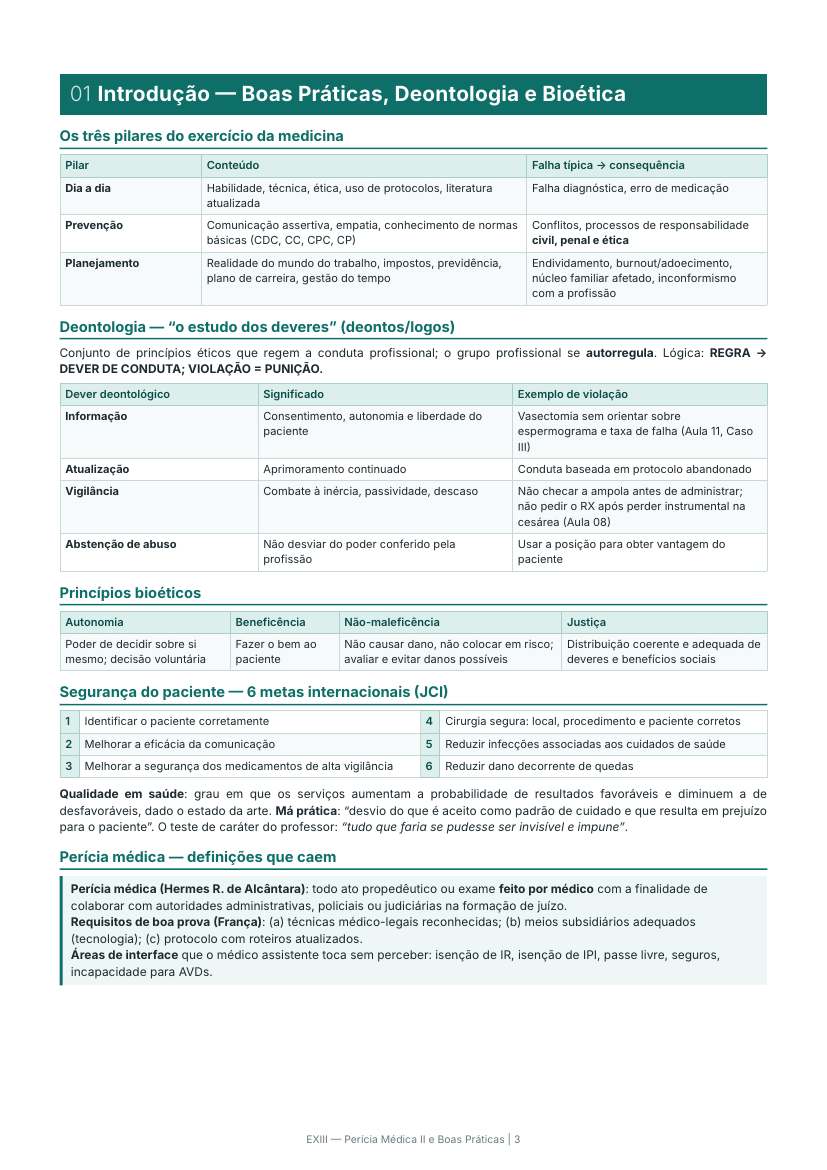 01 Introdução — Boas Práticas, Deontologia e Bioética
Os três pilares do exercício da medicina
Pilar Conteúdo Falha típica → consequência
Dia a dia Habilidade, técnica, ética, uso de protocolos, literatura Falha diagnóstica, erro de medicação
atualizada
Prevenção Comunicação assertiva, empatia, conhecimento de normas Conflitos, processos de responsabilidade
básicas (CDC, CC, CPC, CP) civil, penal e ética
Planejamento Realidade do mundo do trabalho, impostos, previdência, Endividamento, burnout/adoecimento,
plano de carreira, gestão do tempo núcleo familiar afetado, inconformismo
com a profissão
Deontologia — “o estudo dos deveres” (deontos/logos)
Conjunto de princípios éticos que regem a conduta profissional; o grupo profissional se autorregula. Lógica: REGRA →
DEVER DE CONDUTA; VIOLAÇÃO = PUNIÇÃO.
Dever deontológico Significado Exemplo de violação
Informação Consentimento, autonomia e liberdade do Vasectomia sem orientar sobre
paciente espermograma e taxa de falha (Aula 11, Caso
III)
Atualização Aprimoramento continuado Conduta baseada em protocolo abandonado
Vigilância Combate à inércia, passividade, descaso Não checar a ampola antes de administrar;
não pedir o RX após perder instrumental na
cesárea (Aula 08)
Abstenção de abuso Não desviar do poder conferido pela Usar a posição para obter vantagem do
profissão paciente
Princípios bioéticos
Autonomia Beneficência Não-maleficência Justiça
Poder de decidir sobre si Fazer o bem ao Não causar dano, não colocar em risco; Distribuição coerente e adequada de
mesmo; decisão voluntária paciente avaliar e evitar danos possíveis deveres e benefícios sociais
Segurança do paciente — 6 metas internacionais (JCI)
1 Identificar o paciente corretamente 4 Cirurgia segura: local, procedimento e paciente corretos
2 Melhorar a eficácia da comunicação 5 Reduzir infecções associadas aos cuidados de saúde
3 Melhorar a segurança dos medicamentos de alta vigilância 6 Reduzir dano decorrente de quedas
Qualidade em saúde: grau em que os serviços aumentam a probabilidade de resultados favoráveis e diminuem a de
desfavoráveis, dado o estado da arte. Má prática: “desvio do que é aceito como padrão de cuidado e que resulta em prejuízo
para o paciente”. O teste de caráter do professor: “tudo que faria se pudesse ser invisível e impune”.
Perícia médica — definições que caem
Perícia médica (Hermes R. de Alcântara): todo ato propedêutico ou exame feito por médico com a finalidade de
colaborar com autoridades administrativas, policiais ou judiciárias na formação de juízo.
Requisitos de boa prova (França): (a) técnicas médico-legais reconhecidas; (b) meios subsidiários adequados
(tecnologia); (c) protocolo com roteiros atualizados.
Áreas de interface que o médico assistente toca sem perceber: isenção de IR, isenção de IPI, passe livre, seguros,
incapacidade para AVDs.
EXIII — Perícia Médica II e Boas Práticas | 3